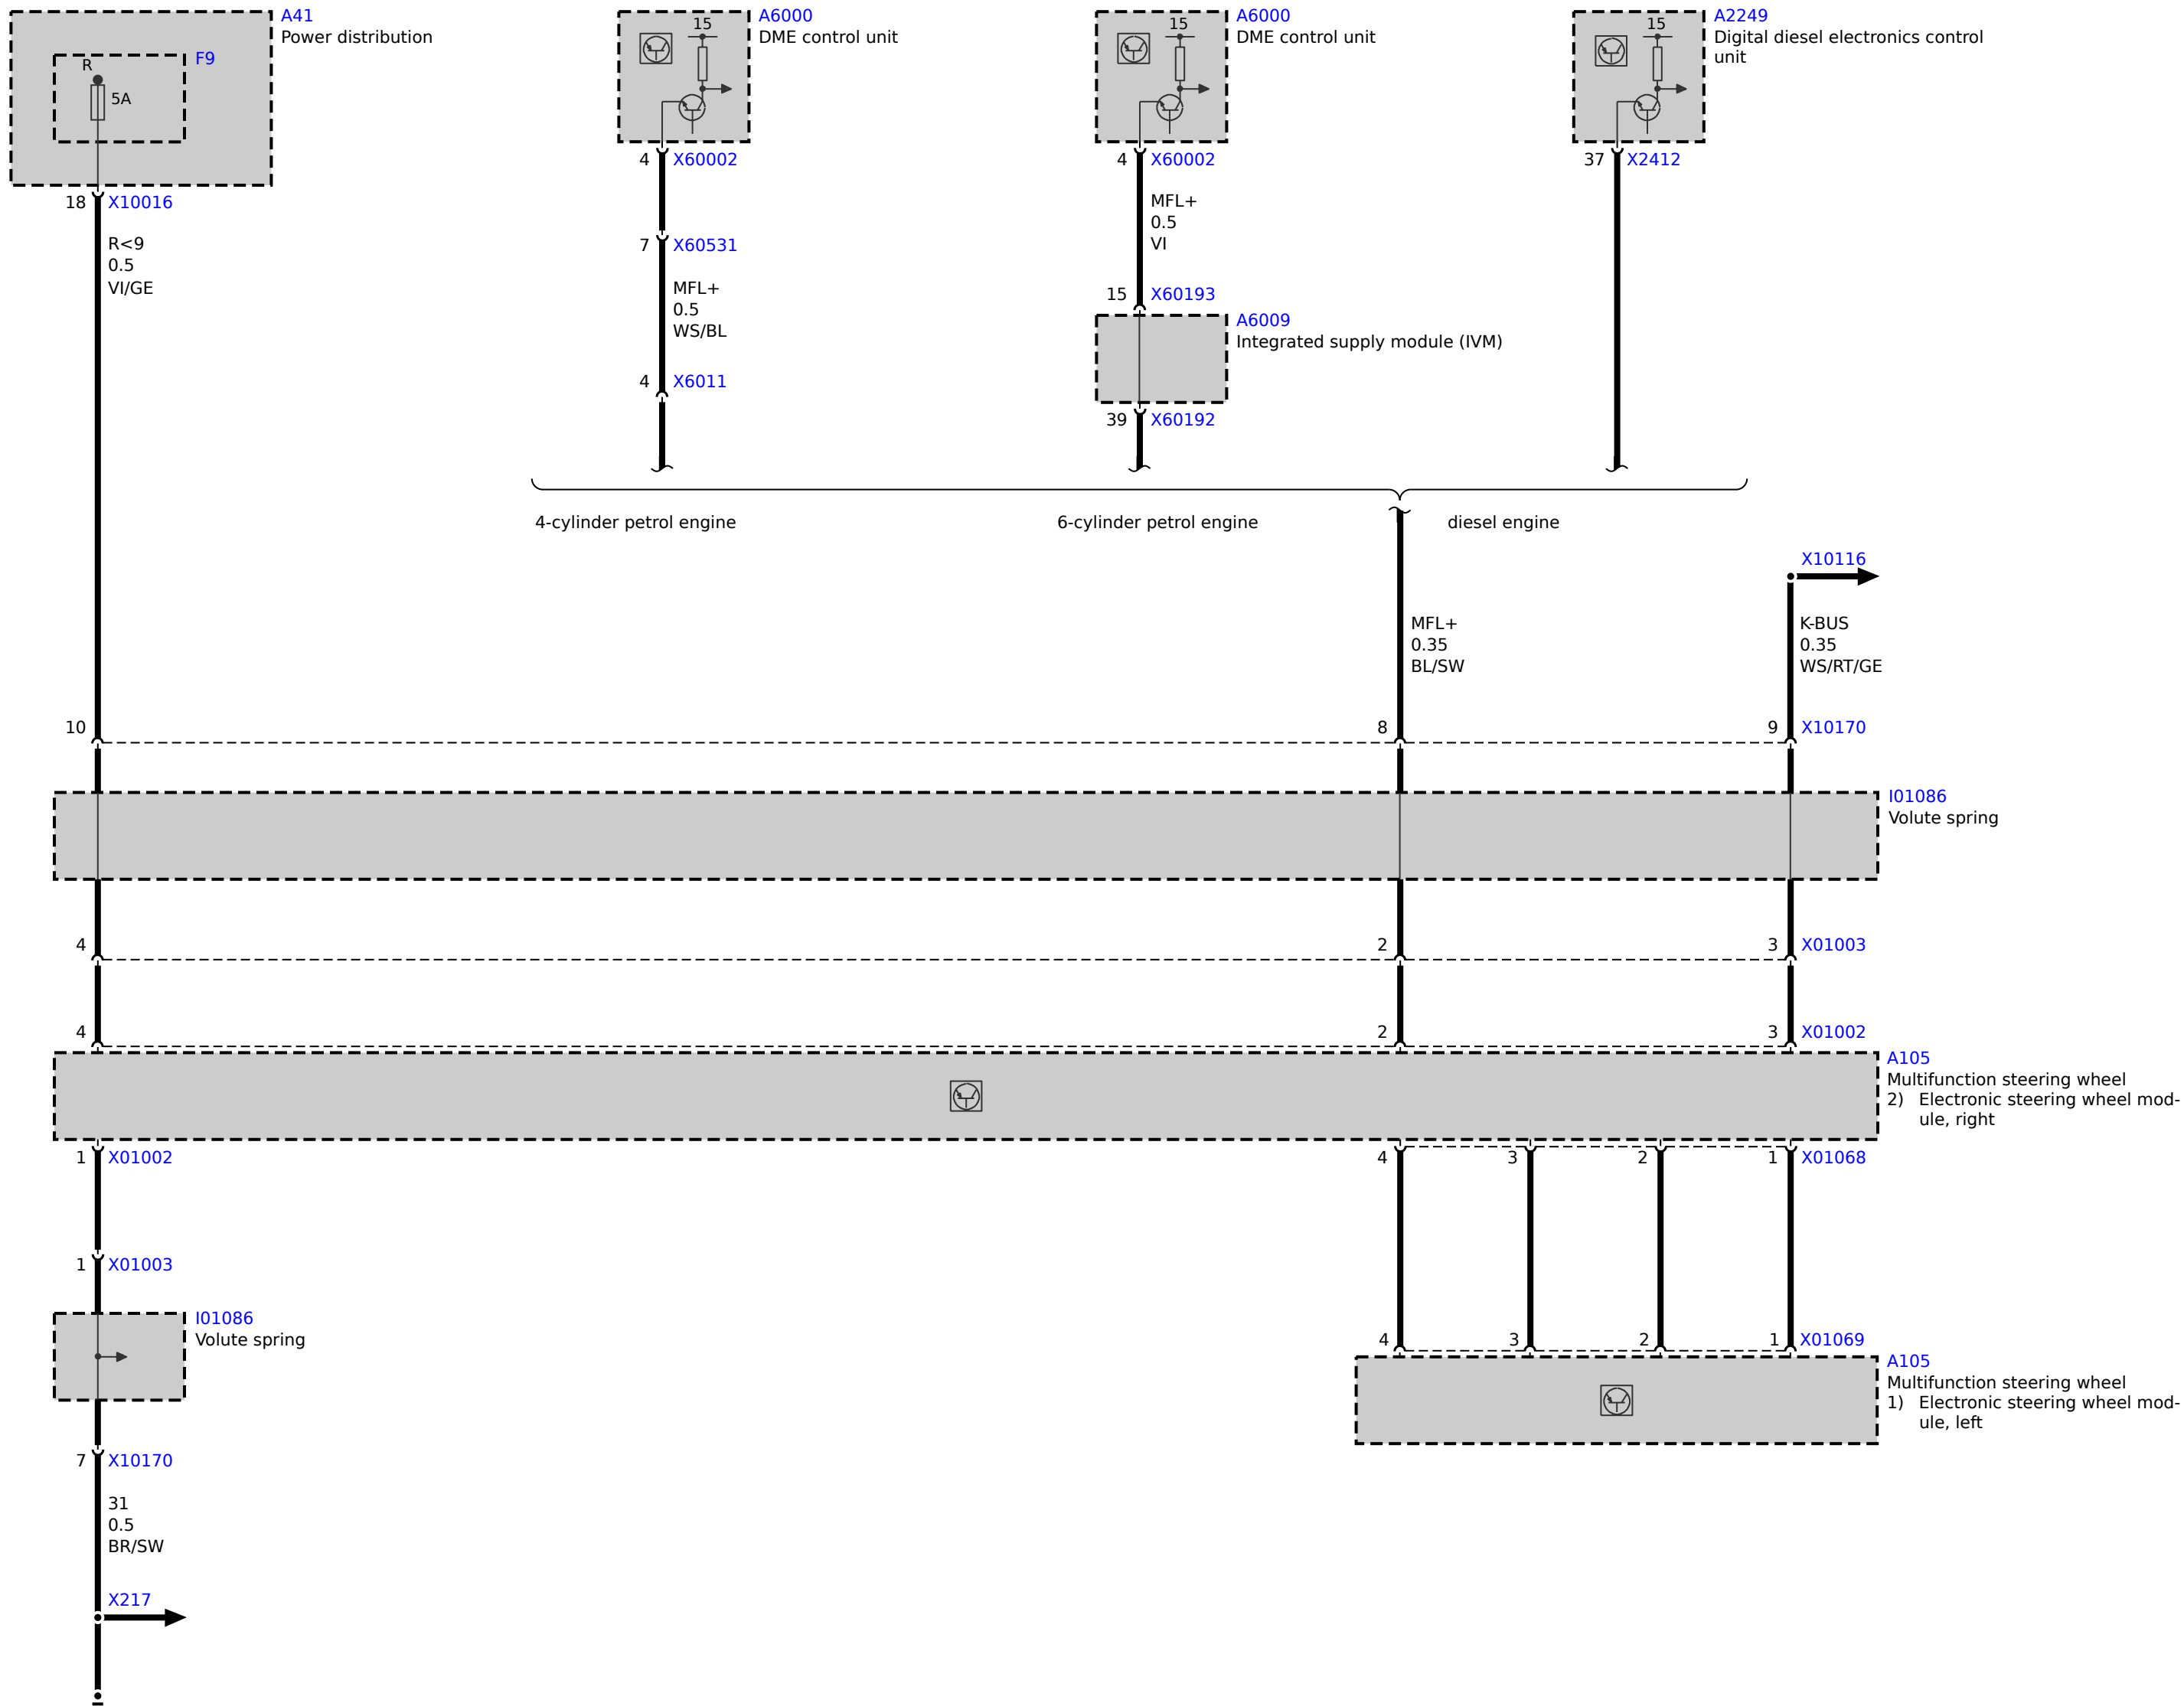 A41
Power distribution
F9
R
5A
18 X10016
R<9
0.5
VI/GE
15
A6000
DME control unit
4 X60002
7 X60531
MFL+
0.5
WS/BL
4 X6011
15
A6000
DME control unit
4 X60002
MFL+
0.5
VI
15 X60193
A6009
Integrated supply module (IVM)
39 X60192
15
A2249
Digital diesel electronics control
unit
37 X2412
4-cylinder petrol engine
6-cylinder petrol engine
diesel engine
X10116
MFL+
0.35
BL/SW
K-BUS
0.35
WS/RT/GE
10 8 9 X10170
I01086
Volute spring
4 2 3 X01003
4 2 3 X01002
A105
Multifunction steering wheel
2) Electronic steering wheel mod-
ule, right
1 X01002
4 3 2 1 X01068
1 X01003
I01086
Volute spring
4 3 2 1 X01069
A105
Multifunction steering wheel
1) Electronic steering wheel mod-
ule, left
7 X10170
31
0.5
BR/SW
X217